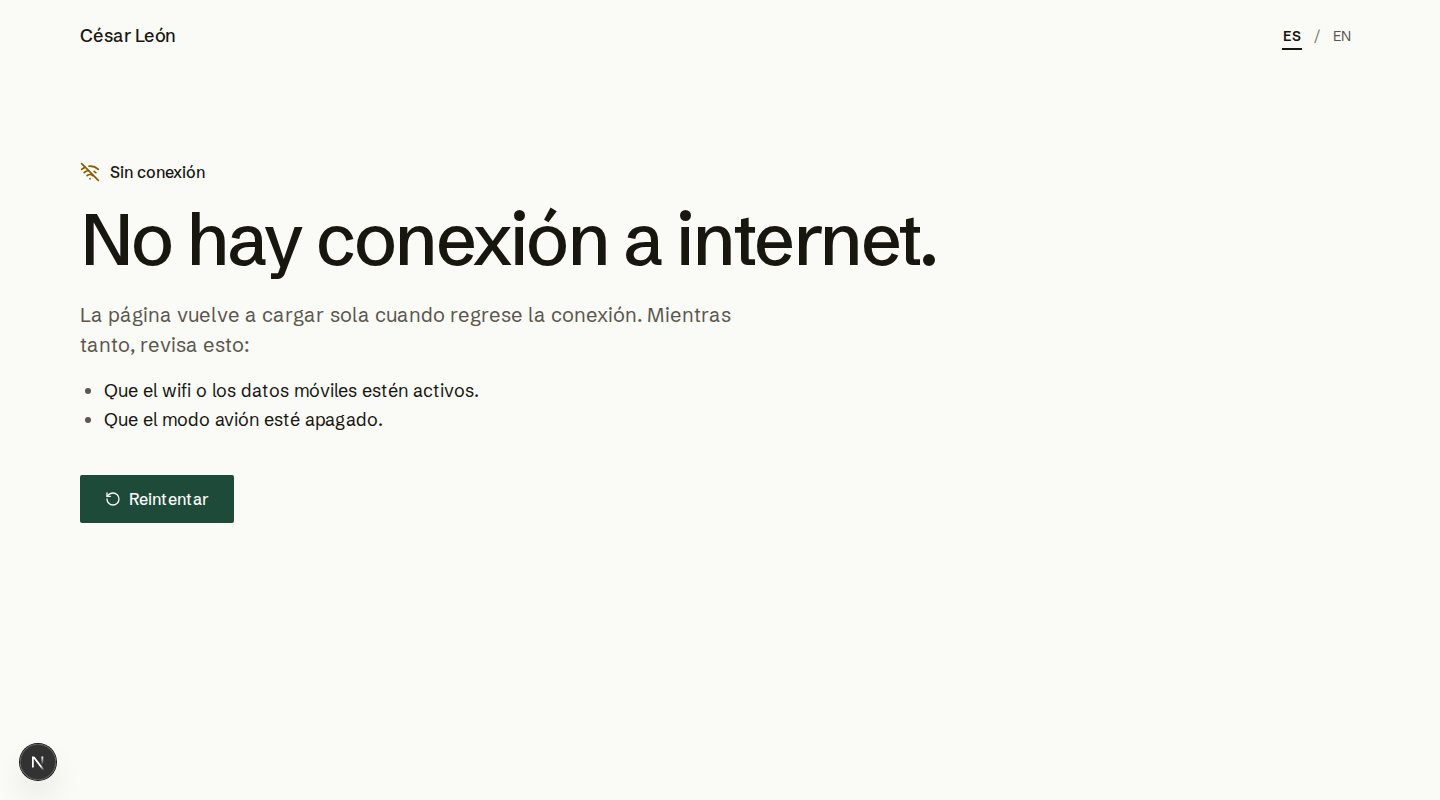 César León
ES / EN
Sin conexión
No hay conexión a internet.
La página vuelve a cargar sola cuando regrese la conexión. Mientras
tanto, revisa esto:
• Que el wifi o los datos móviles estén activos.
• Que el modo avión esté apagado.
Reintentar
N